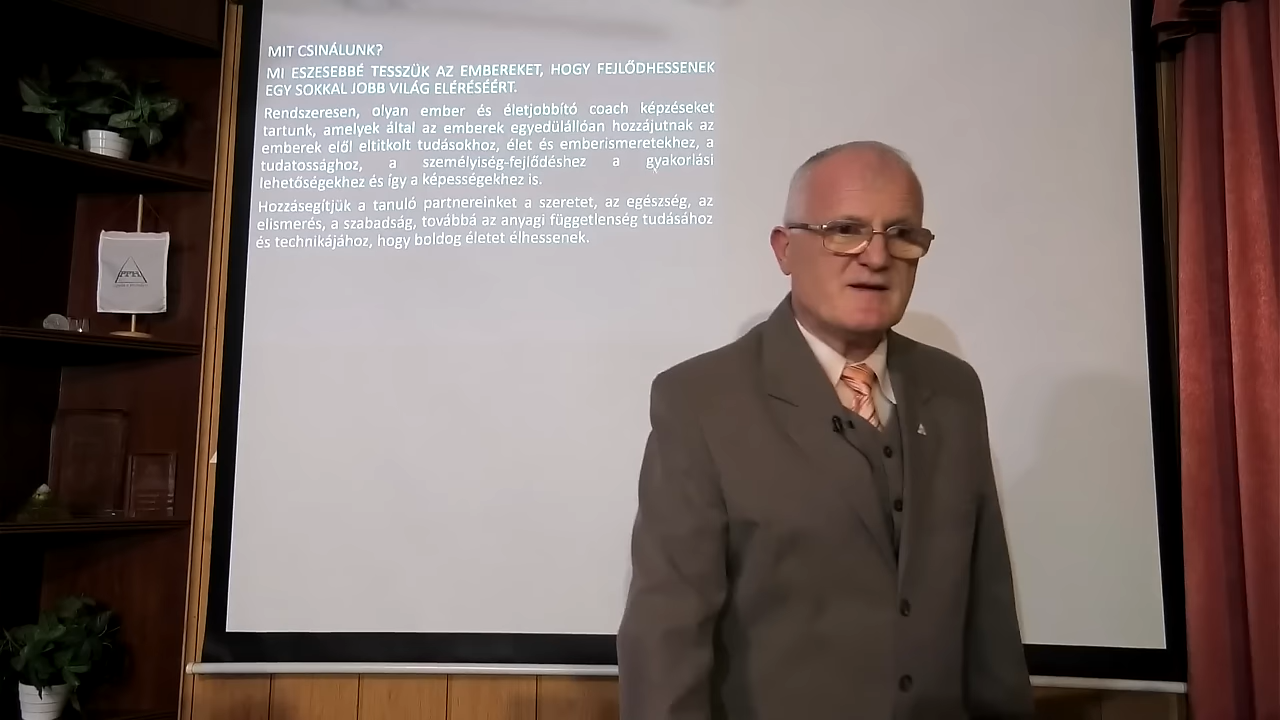 MIT CSINÁLUNK?
MI ESZESEBBÉ TESSZÜK AZ EMBEREKET, HOGY FEJLŐDHESSENEK
EGY SOKKAL JOBB VILÁG ELÉRÉSÉÉRT.
Rendszeresen, olyan ember és életjobbító coach képzéseket
tartunk, amelyek által az emberek egyedülállóan hozzájutnak az
emberek elől eltitkolt tudásokhoz, élet és emberismeretekhez, a
tudatossághoz, a személyiség-fejlődéshez a gyakorlási
lehetőségekhez és így a képességekhez is.
Hozzásegítjük a tanuló partnereinket a szeretet, az egészség, az
elismerés, a szabadság, továbbá az anyagi függetlenség tudásához
és technikájához, hogy boldog életet élhessenek.